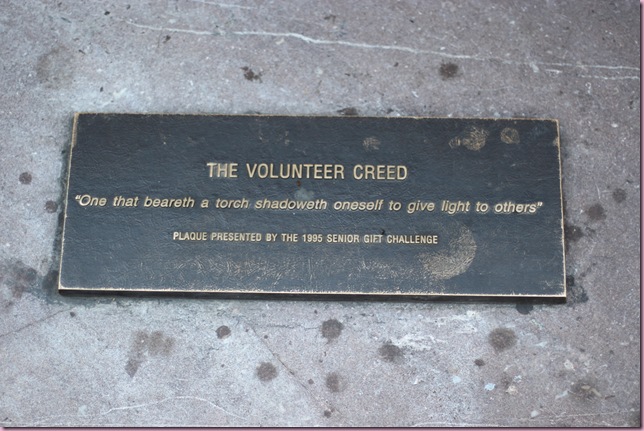 THE VOLUNTEER CREED
"One that beareth a torch shadoweth oneself to give light to others"
PLAQUE PRESENTED BY THE 1995 SENIOR GIFT CHALLENGE